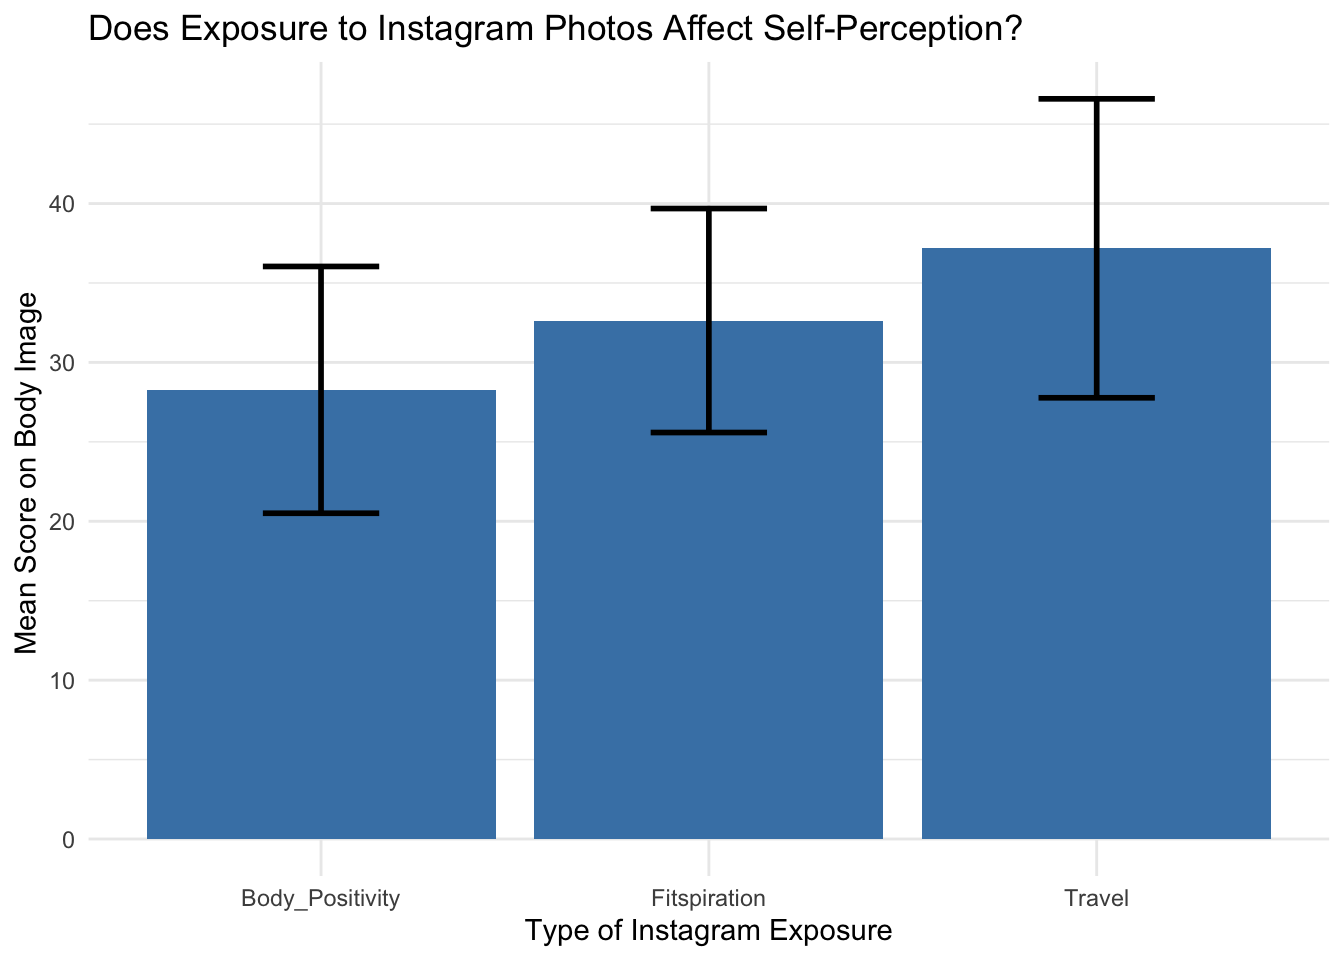 Does Exposure to Instagram Photos Affect Self-Perception?
Mean Score on Body Image
40
30
20
10
0
Body_Positivity Fitspiration Travel
Type of Instagram Exposure